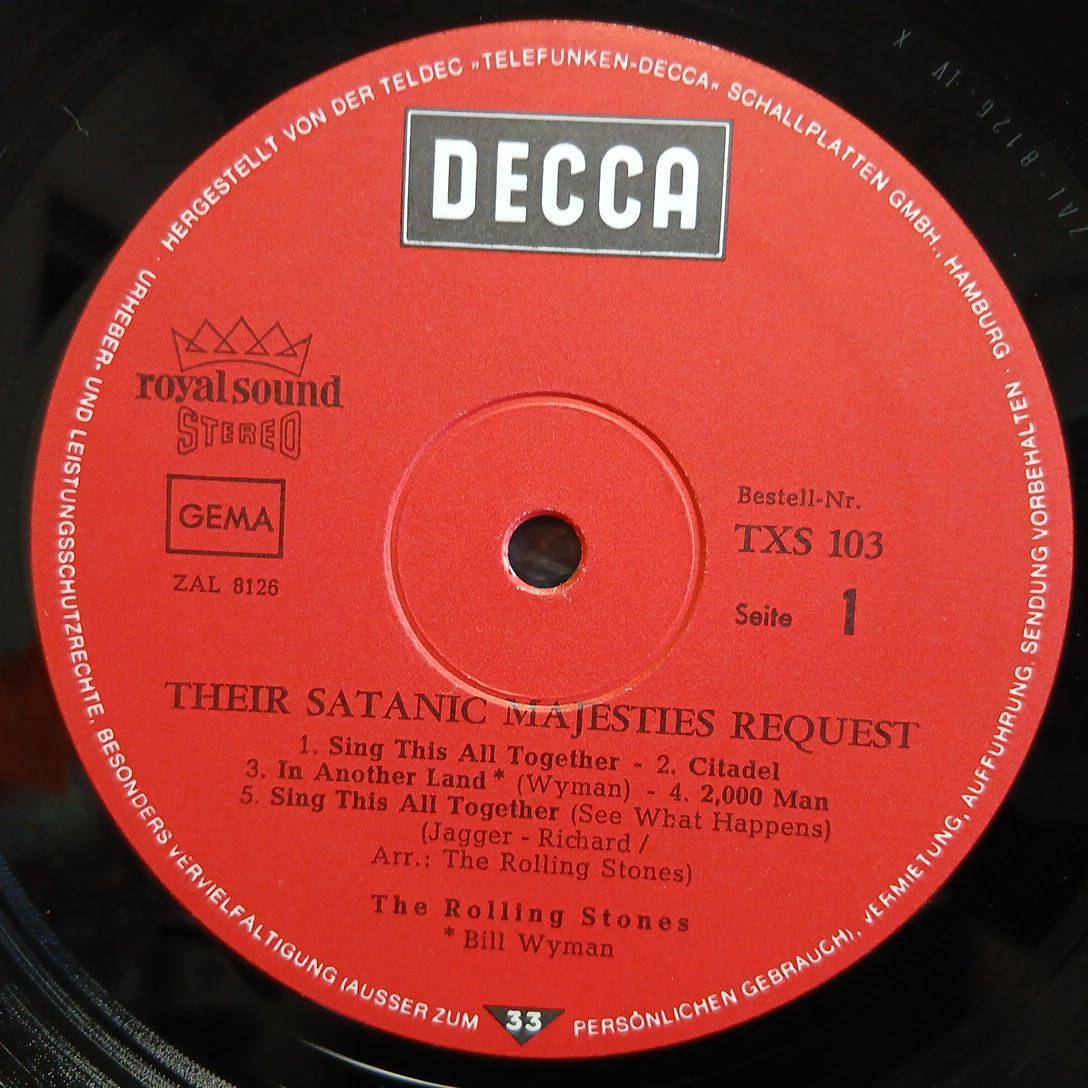 HERGESTELLT VON DER TELDEC »TELEFUNKEN-DECCA« SCHALLPLATTEN GMBH., HAMBURG · URHEBER- UND LEISTUNGSSCHUTZRECHTE, BESONDERS VERVIELFÄLTIGUNG (AUSSER ZUM PERSÖNLICHEN GEBRAUCH), VERMIETUNG, AUFFÜHRUNG, SENDUNG VORBEHALTEN ·
DECCA
royal sound
STEREO
GEMA
ZAL 8126
Bestell-Nr.
TXS 103
Seite 1
THEIR SATANIC MAJESTIES REQUEST
1. Sing This All Together - 2. Citadel
3. In Another Land * (Wyman) - 4. 2,000 Man
5. Sing This All Together (See What Happens)
(Jagger - Richard /
Arr.: The Rolling Stones)
The Rolling Stones
* Bill Wyman
33